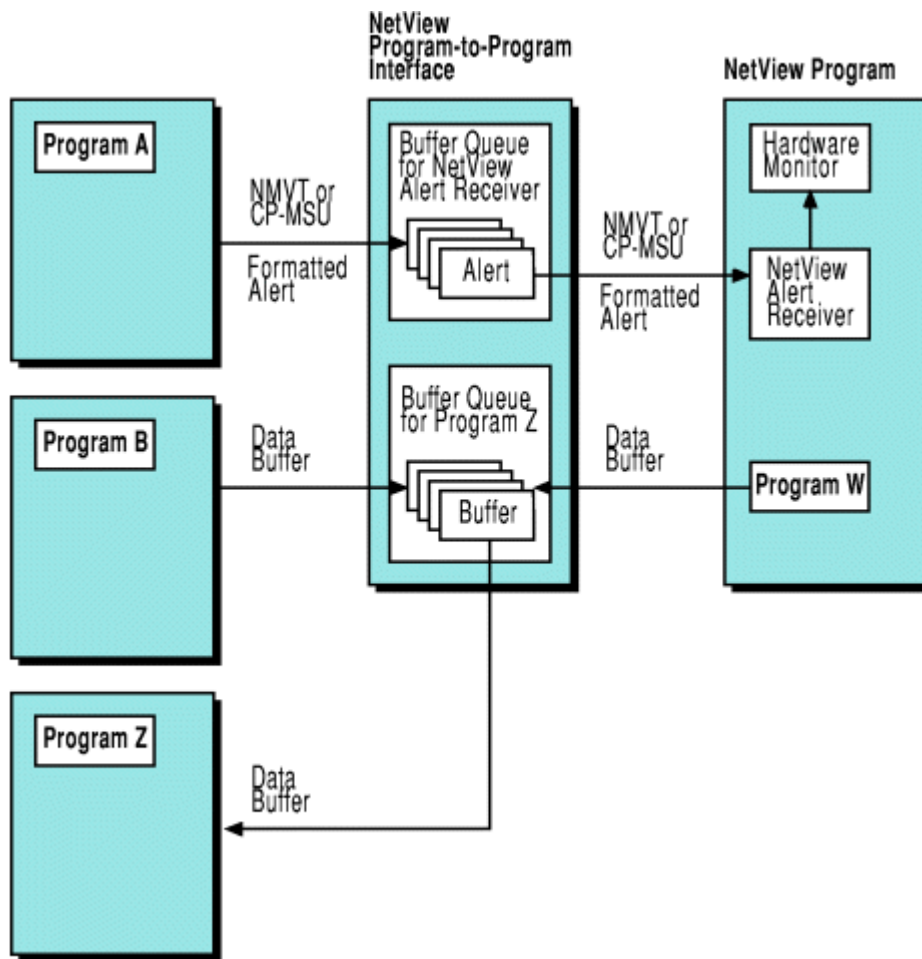 NetView
Program-to-Program
Interface
NetView Program
Program A
NMVT or
CP-MSU
Formatted
Alert
Buffer Queue
for NetView
Alert Receiver
Alert
NMVT or
CP-MSU
Formatted
Alert
Hardware
Monitor
NetView
Alert
Receiver
Program B
Data
Buffer
Buffer Queue
for Program Z
Buffer
Data
Buffer
Program W
Program Z
Data
Buffer